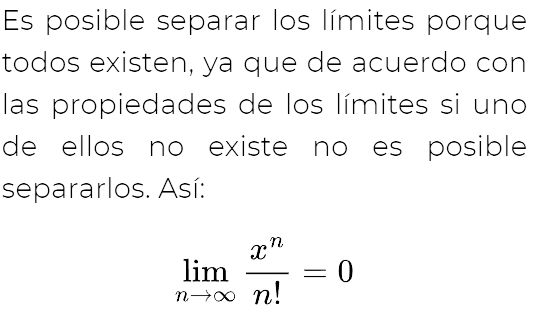 Es posible separar los límites porque
todos existen, ya que de acuerdo con
las propiedades de los límites si uno
de ellos no existe no es posible
separarlos. Así:
lim_{n→∞} x^n / n! = 0